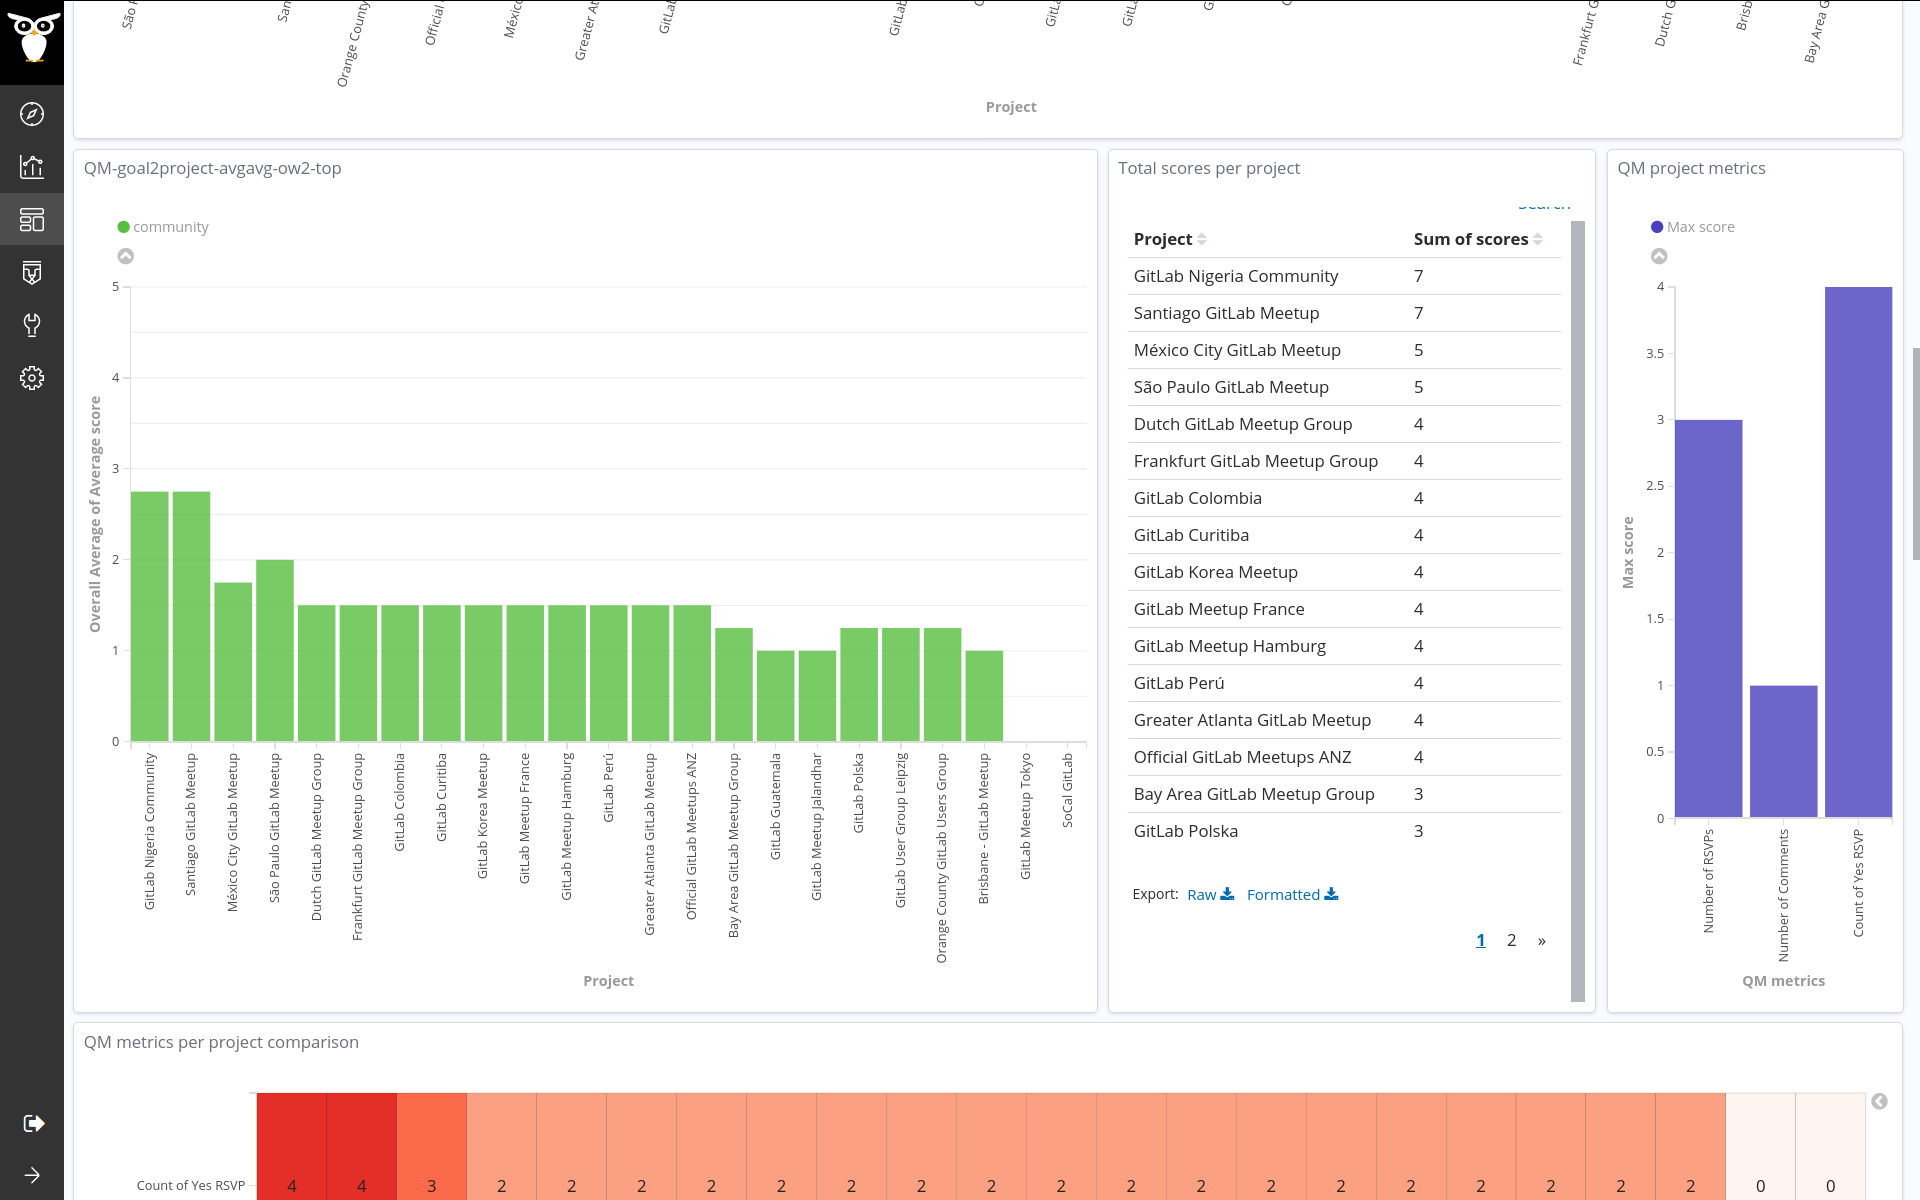 Orange County
Official
México
Greater At
GitLab
Frankfurt G
Dutch G
Brisb
Bay Area G
Project
QM-goal2project-avgavg-ow2-top
community
Overall Average of Average score
5
4
3
2
1
0
GitLab Nigeria Community
Santiago GitLab Meetup
México City GitLab Meetup
São Paulo GitLab Meetup
Dutch GitLab Meetup Group
Frankfurt GitLab Meetup Group
GitLab Colombia
GitLab Curitiba
GitLab Korea Meetup
GitLab Meetup France
GitLab Meetup Hamburg
GitLab Perú
Greater Atlanta GitLab Meetup
Official GitLab Meetups ANZ
Bay Area GitLab Meetup Group
GitLab Guatemala
GitLab Meetup Jalandhar
GitLab Polska
GitLab User Group Leipzig
Orange County GitLab Users Group
Brisbane - GitLab Meetup
GitLab Meetup Tokyo
SoCal GitLab
Project
Total scores per project
Search
Project Sum of scores
GitLab Nigeria Community 7
Santiago GitLab Meetup 7
México City GitLab Meetup 5
São Paulo GitLab Meetup 5
Dutch GitLab Meetup Group 4
Frankfurt GitLab Meetup Group 4
GitLab Colombia 4
GitLab Curitiba 4
GitLab Korea Meetup 4
GitLab Meetup France 4
GitLab Meetup Hamburg 4
GitLab Perú 4
Greater Atlanta GitLab Meetup 4
Official GitLab Meetups ANZ 4
Bay Area GitLab Meetup Group 3
GitLab Polska 3
Export: Raw Formatted
1 2 »
QM project metrics
Max score
Max score
4
3.5
3
2.5
2
1.5
1
0.5
0
Number of RSVPs
Number of Comments
Count of Yes RSVP
QM metrics
QM metrics per project comparison
Count of Yes RSVP 4 4 3 2 2 2 2 2 2 2 2 2 2 2 2 2 2 2 2 2 2 0 0